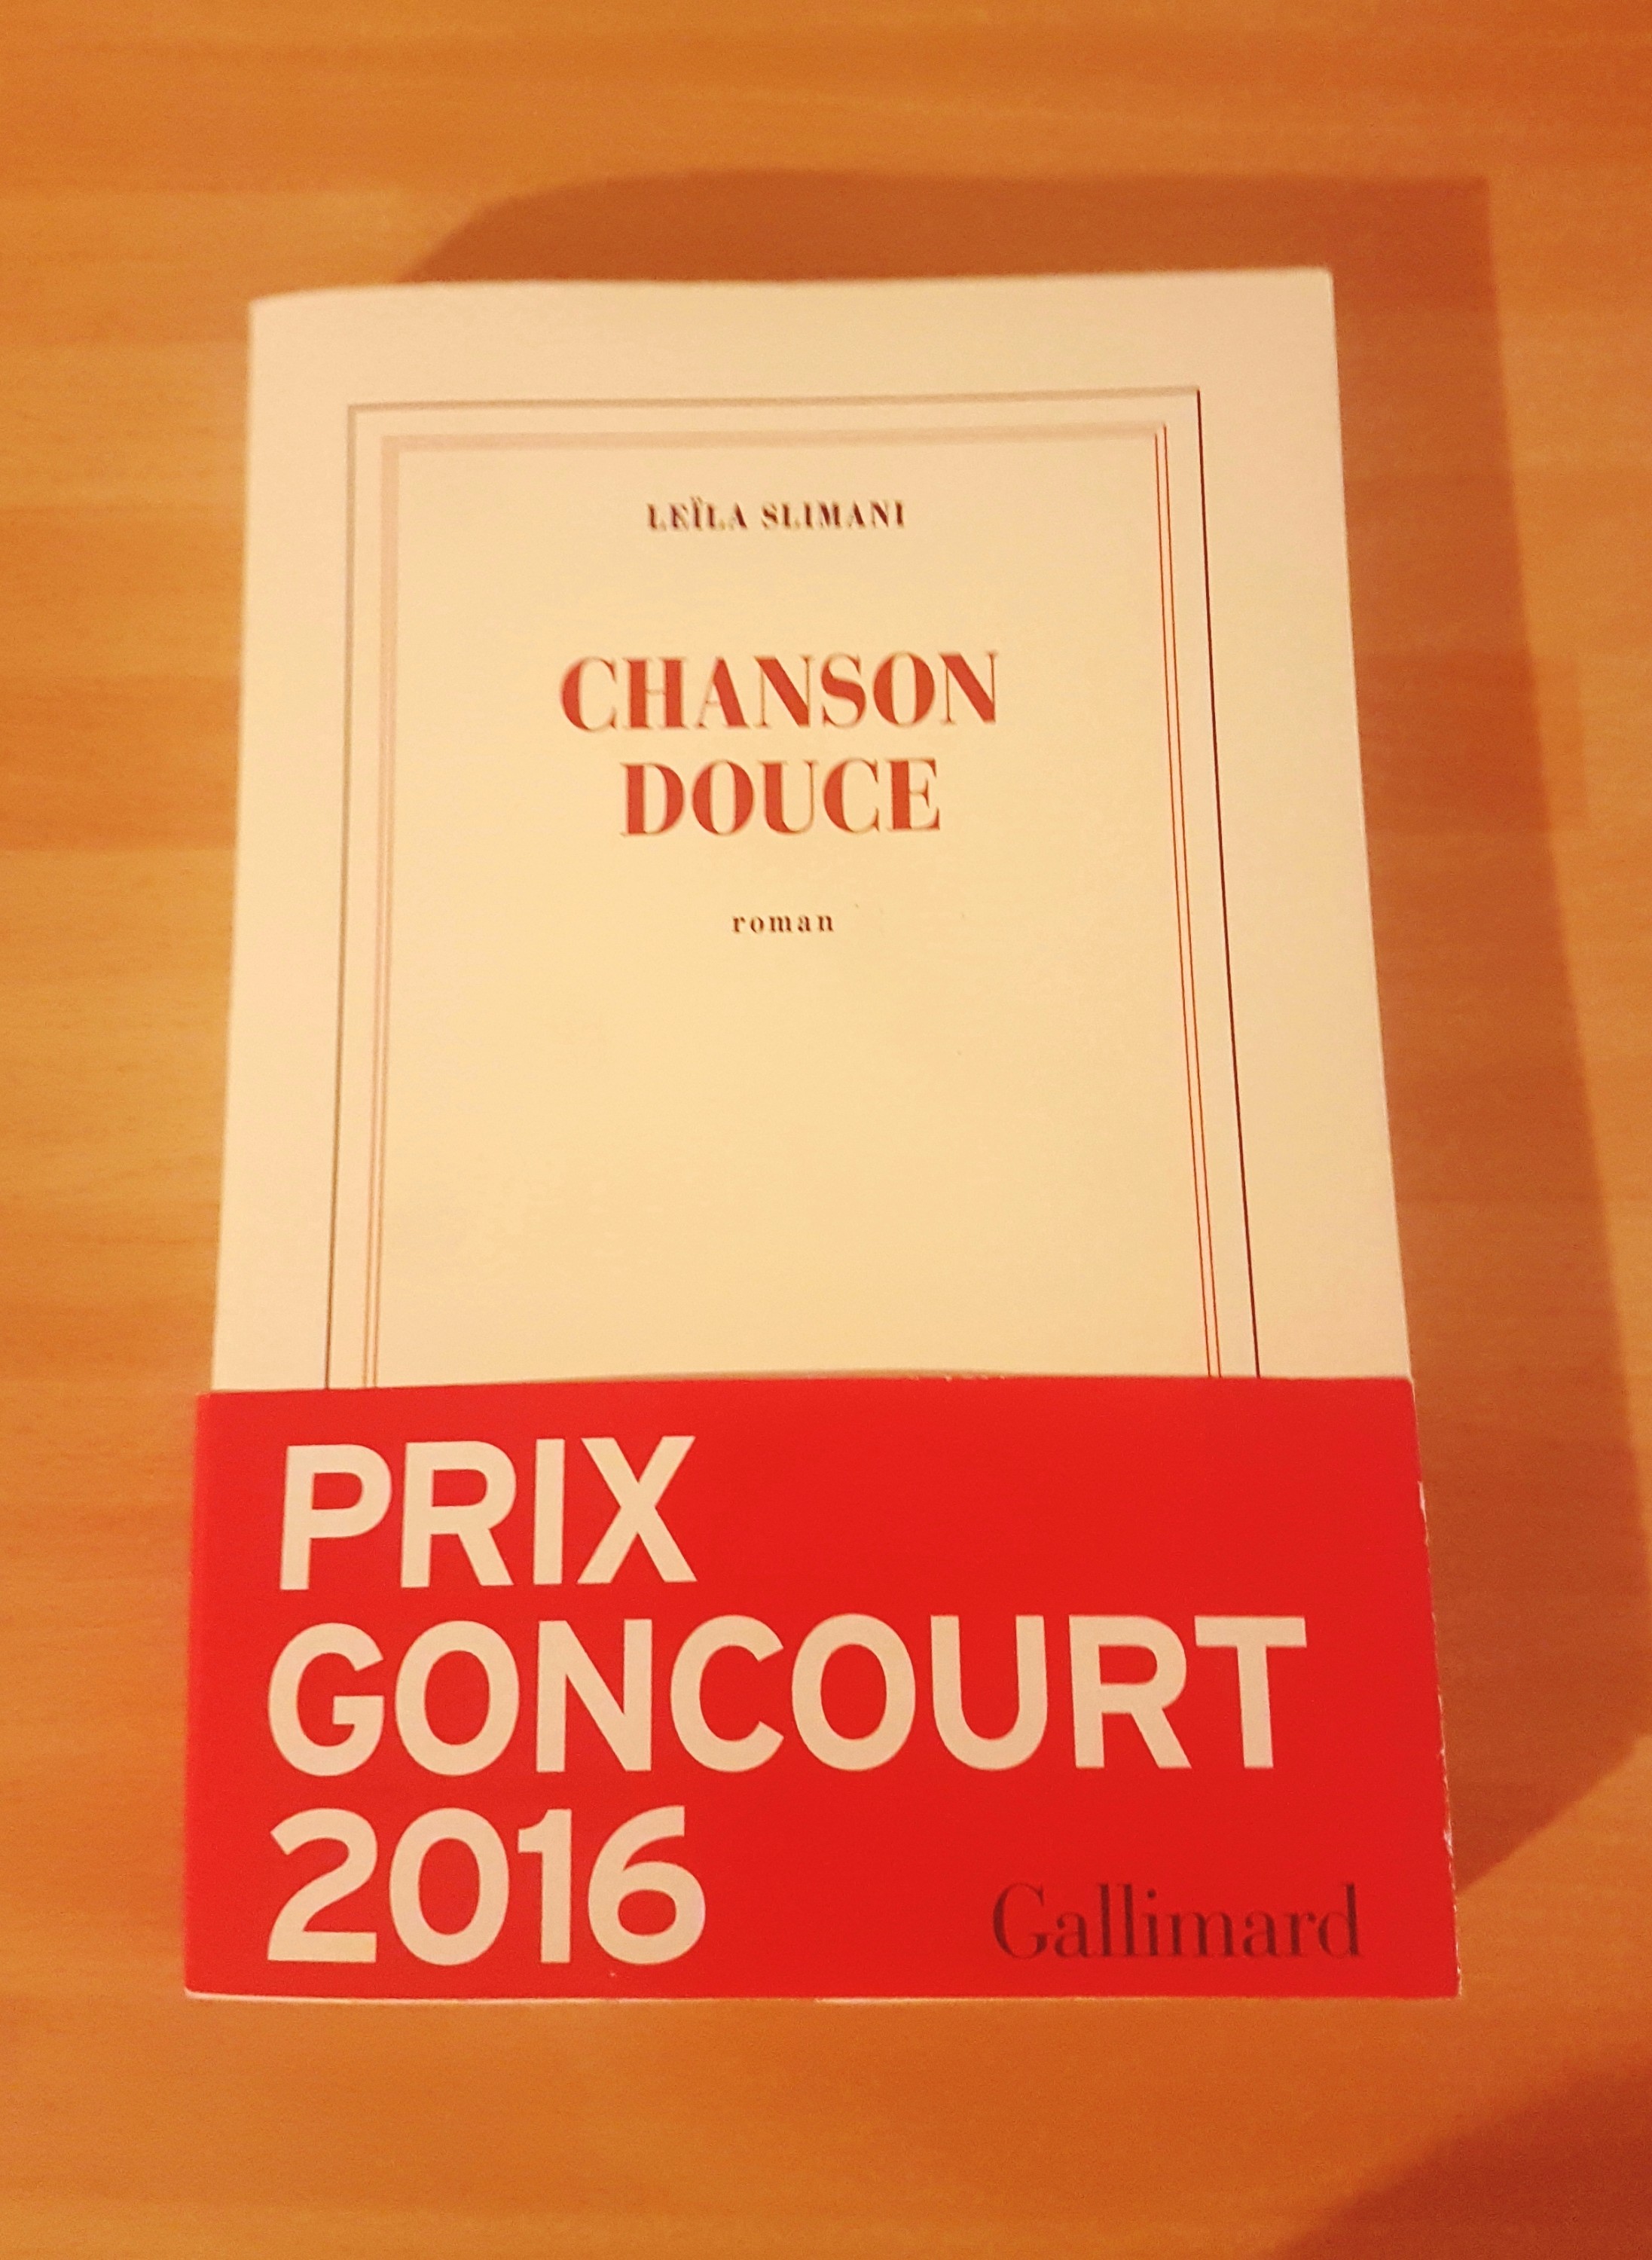 LEÏLA SLIMANI
CHANSON
DOUCE
roman
PRIX
GONCOURT
2016
Gallimard